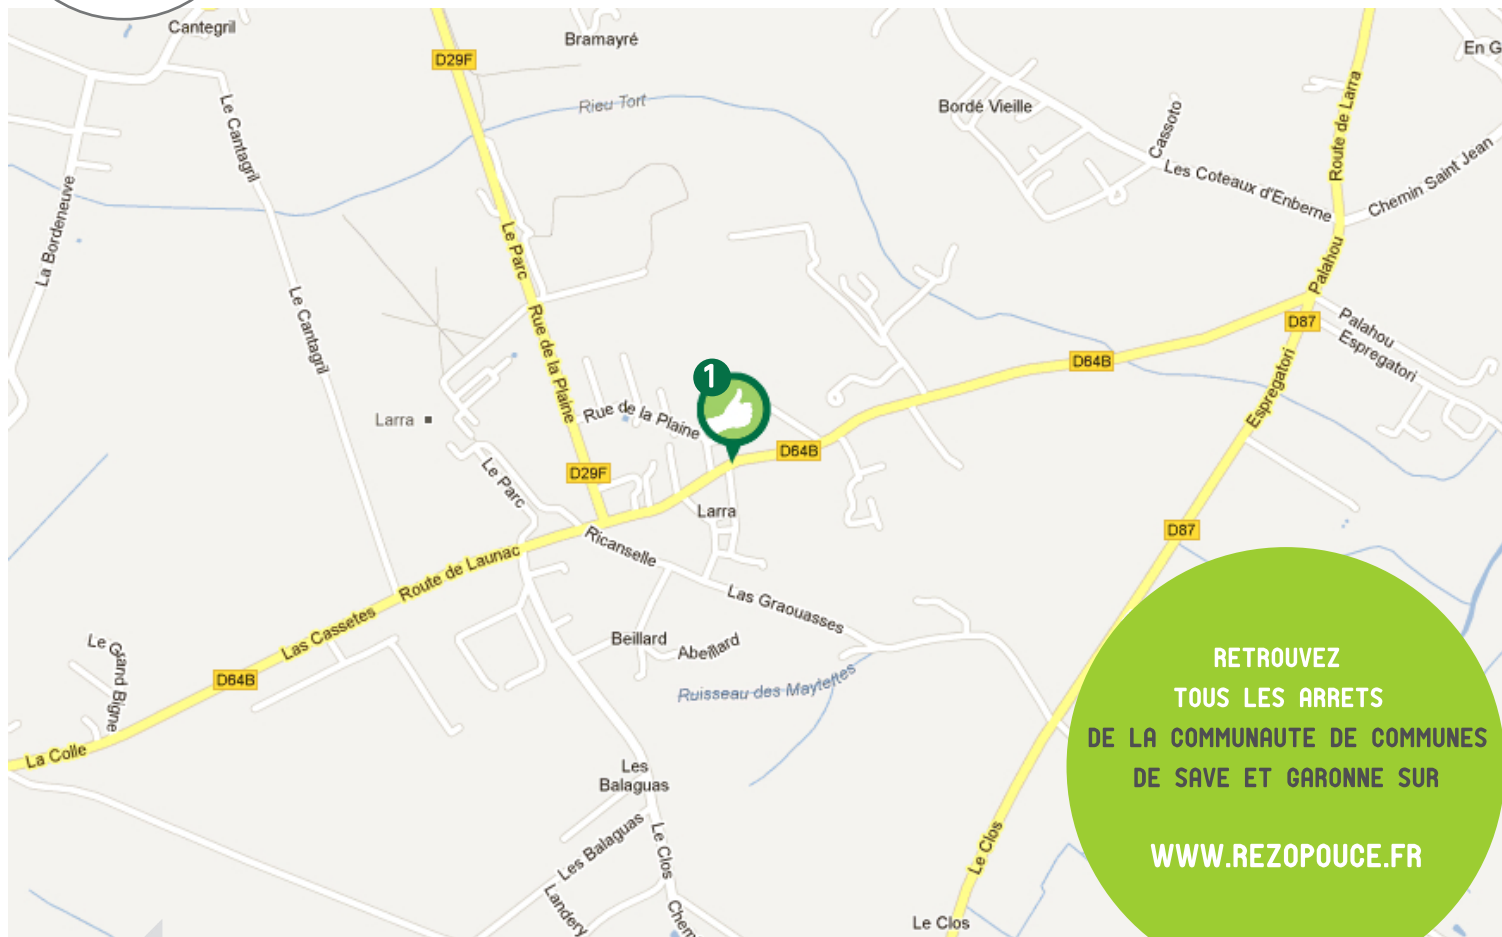 Cantegril
Bramayré
D29F
En G
Rieu Tort
Bordé Vieille
Cassoto
Route de Larra
Le Cantagril
Les Coteaux d'Enberne
Chemin Saint Jean
La Bordeneuve
Le Parc
Palahou
Le Cantagril
Rue de la Plaine
D87
Palahou
Espregatori
D64B
1
Espregatori
Larra
Rue de la Plaine
D64B
D29F
Le Parc
Larra
D87
Ricanselle
Route de Launac
Las Graouasses
Las Cassetes
Beillard
Abeillard
Le Grand Bigne
D64B
Ruisseau des Maytettes
La Colle
Les
Balaguas
Les Balaguas
Le Clos
Le Clos
Landery
Chem
Le Clos
RETROUVEZ
TOUS LES ARRETS
DE LA COMMUNAUTE DE COMMUNES
DE SAVE ET GARONNE SUR
WWW.REZOPOUCE.FR